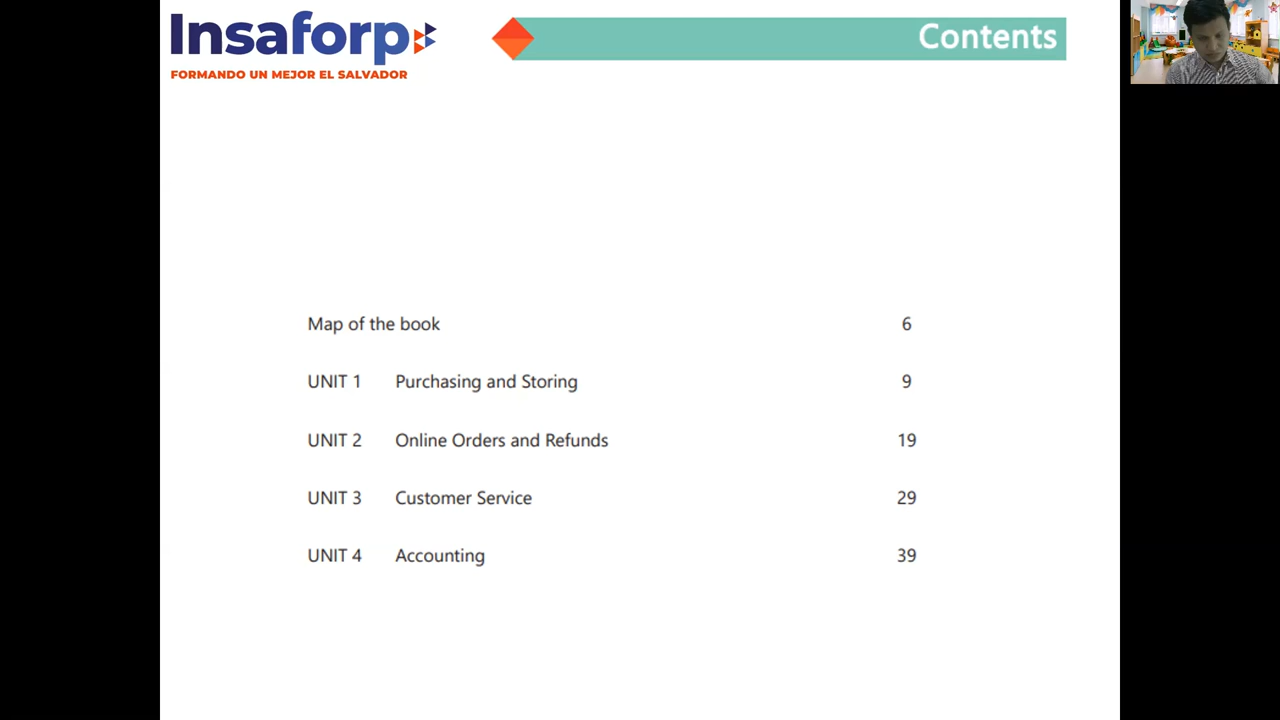 Insaforp
FORMANDO UN MEJOR EL SALVADOR
Contents
Map of the book 6
UNIT 1 Purchasing and Storing 9
UNIT 2 Online Orders and Refunds 19
UNIT 3 Customer Service 29
UNIT 4 Accounting 39